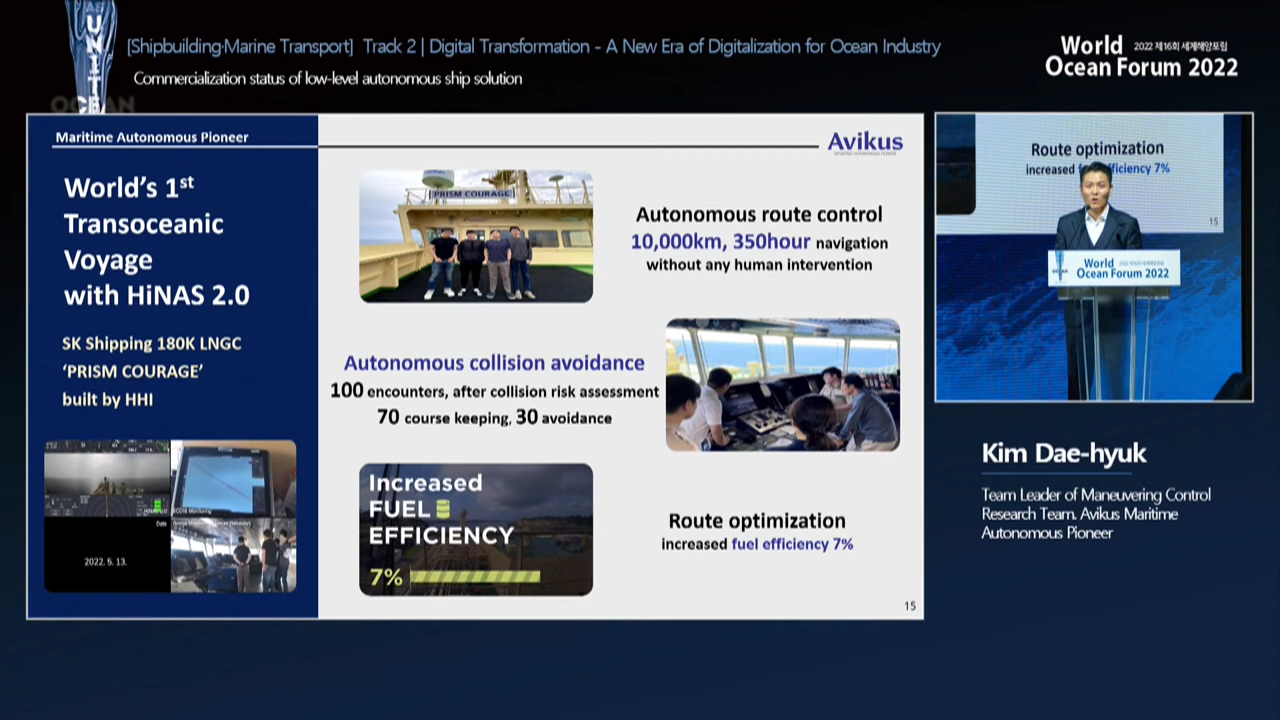 AS
UNITE
OCEAN
[Shipbuilding·Marine Transport] Track 2 | Digital Transformation - A New Era of Digitalization for Ocean Industry
Commercialization status of low-level autonomous ship solution
World 2022 제16회 세계해양포럼
Ocean Forum 2022
Maritime Autonomous Pioneer
Avikus
World's 1st
Transoceanic
Voyage
with HiNAS 2.0
SK Shipping 180K LNGC
'PRISM COURAGE'
built by HHI
Date
2022. 5. 13.
PRISM COURAGE
Autonomous route control
10,000km, 350hour navigation
without any human intervention
Autonomous collision avoidance
100 encounters, after collision risk assessment
70 course keeping, 30 avoidance
Increased
FUEL
EFFICIENCY
7%
Route optimization
increased fuel efficiency 7%
15
Route optimization
increased fuel efficiency 7%
15
World
Ocean Forum 2022
Kim Dae-hyuk
Team Leader of Maneuvering Control
Research Team. Avikus Maritime
Autonomous Pioneer